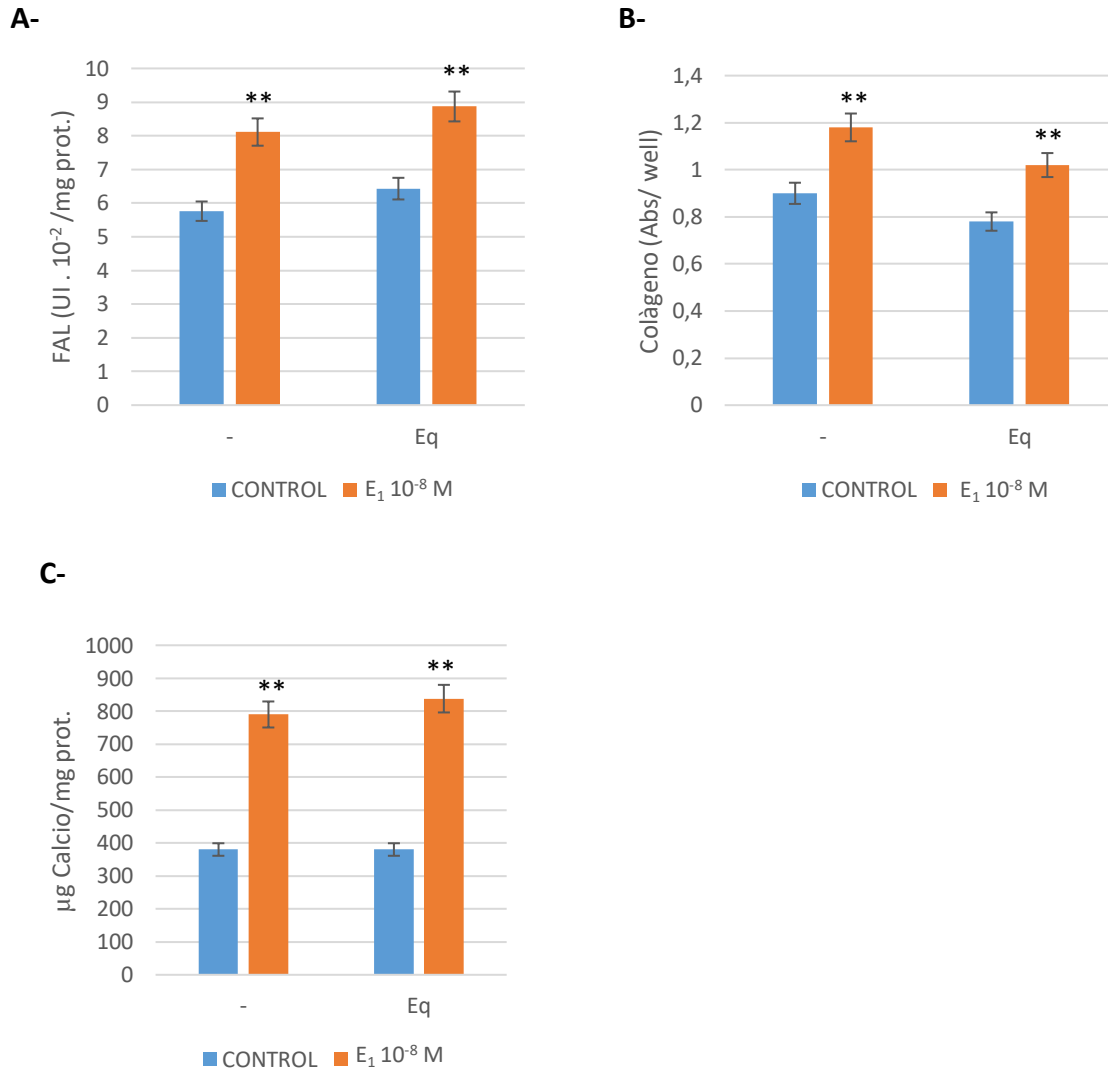 A-
FAL (UI . 10⁻² /mg prot.)
10
9
8
7
6
5
4
3
2
1
0
**
**
-
Eq
CONTROL
E₁ 10⁻⁸ M
B-
Colàgeno (Abs/ well)
1,4
1,2
1
0,8
0,6
0,4
0,2
0
**
**
-
Eq
CONTROL
E₁ 10⁻⁸ M
C-
µg Calcio/mg prot.
1000
900
800
700
600
500
400
300
200
100
0
**
**
-
Eq
CONTROL
E₁ 10⁻⁸ M